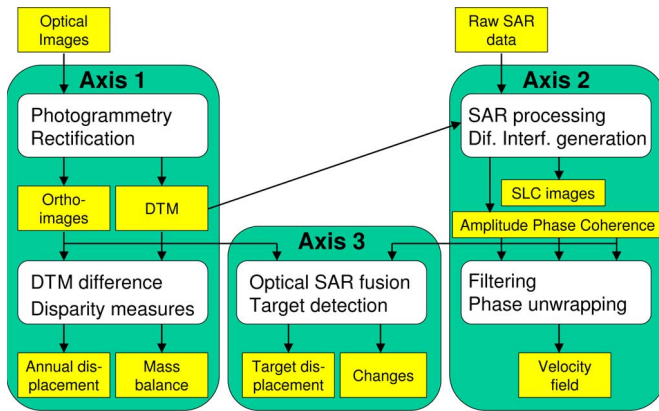 Optical
Images
Raw SAR
data
Axis 1
Axis 2
Photogrammetry
Rectification
SAR processing
Dif. Interf. generation
Ortho-
images
DTM
SLC images
Amplitude Phase Coherence
Axis 3
DTM difference
Disparity measures
Optical SAR fusion
Target detection
Filtering
Phase unwrapping
Annual dis-
placement
Mass
balance
Target dis-
placement
Changes
Velocity
field